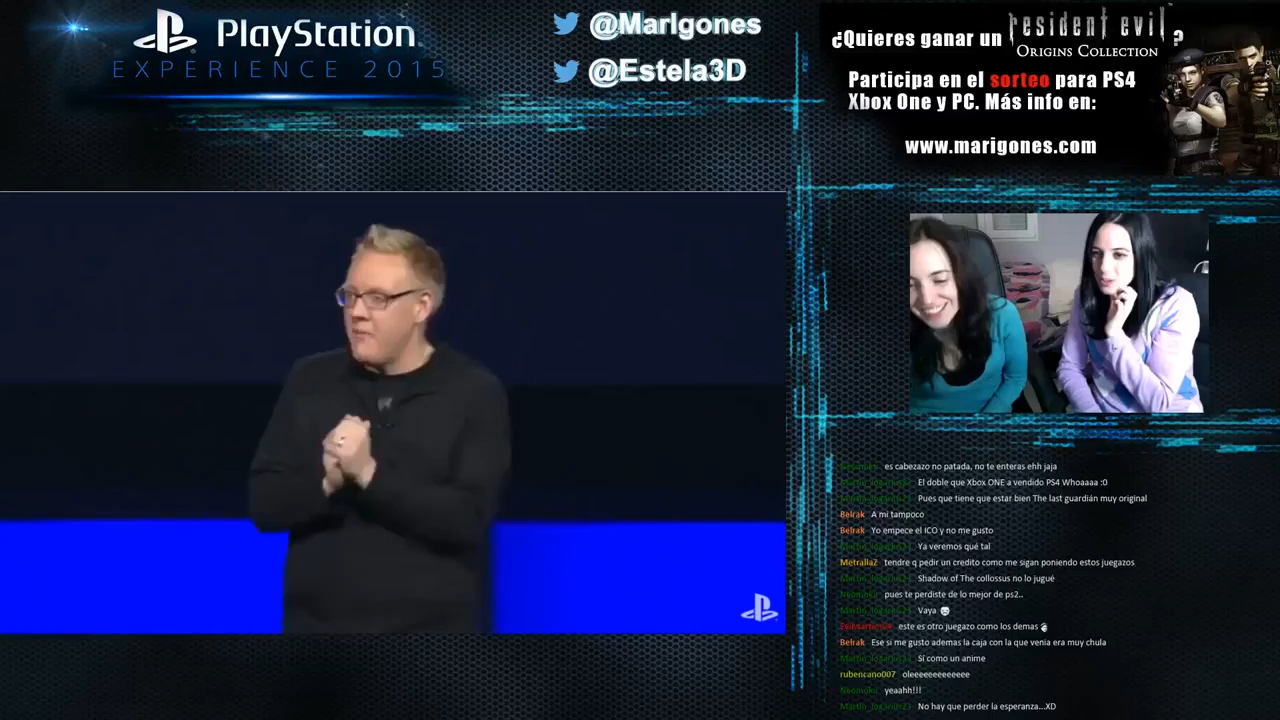 PlayStation
EXPERIENCE 2015
@MarIgones
@Estela3D
¿Quieres ganar un resident evil ORIGINS COLLECTION ?
Participa en el sorteo para PS4
Xbox One y PC. Más info en:
www.marigones.com
es cabezazo no patada, no te enteras ehh jaja
El doble que Xbox ONE a vendido PS4 Whoaaaa :0
Pues que tiene que estar bien The last guardián muy original
Belrak A mi tampoco
Belrak Yo empece el ICO y no me gusto
Ya veremos qué tal
MetrallaZ tendre q pedir un credito como me sigan poniendo estos juegazos
Shadow of The collossus no lo jugué
Neomoku pues te perdiste de lo mejor de ps2..
Vaya
este es otro juegazo como los demas
Belrak Ese si me gusto ademas la caja con la que venia era muy chula
Sí como un anime
rubencano007 oleeeeeeeeeeeee
Neomoku yeaahh!!!
No hay que perder la esperanza...XD